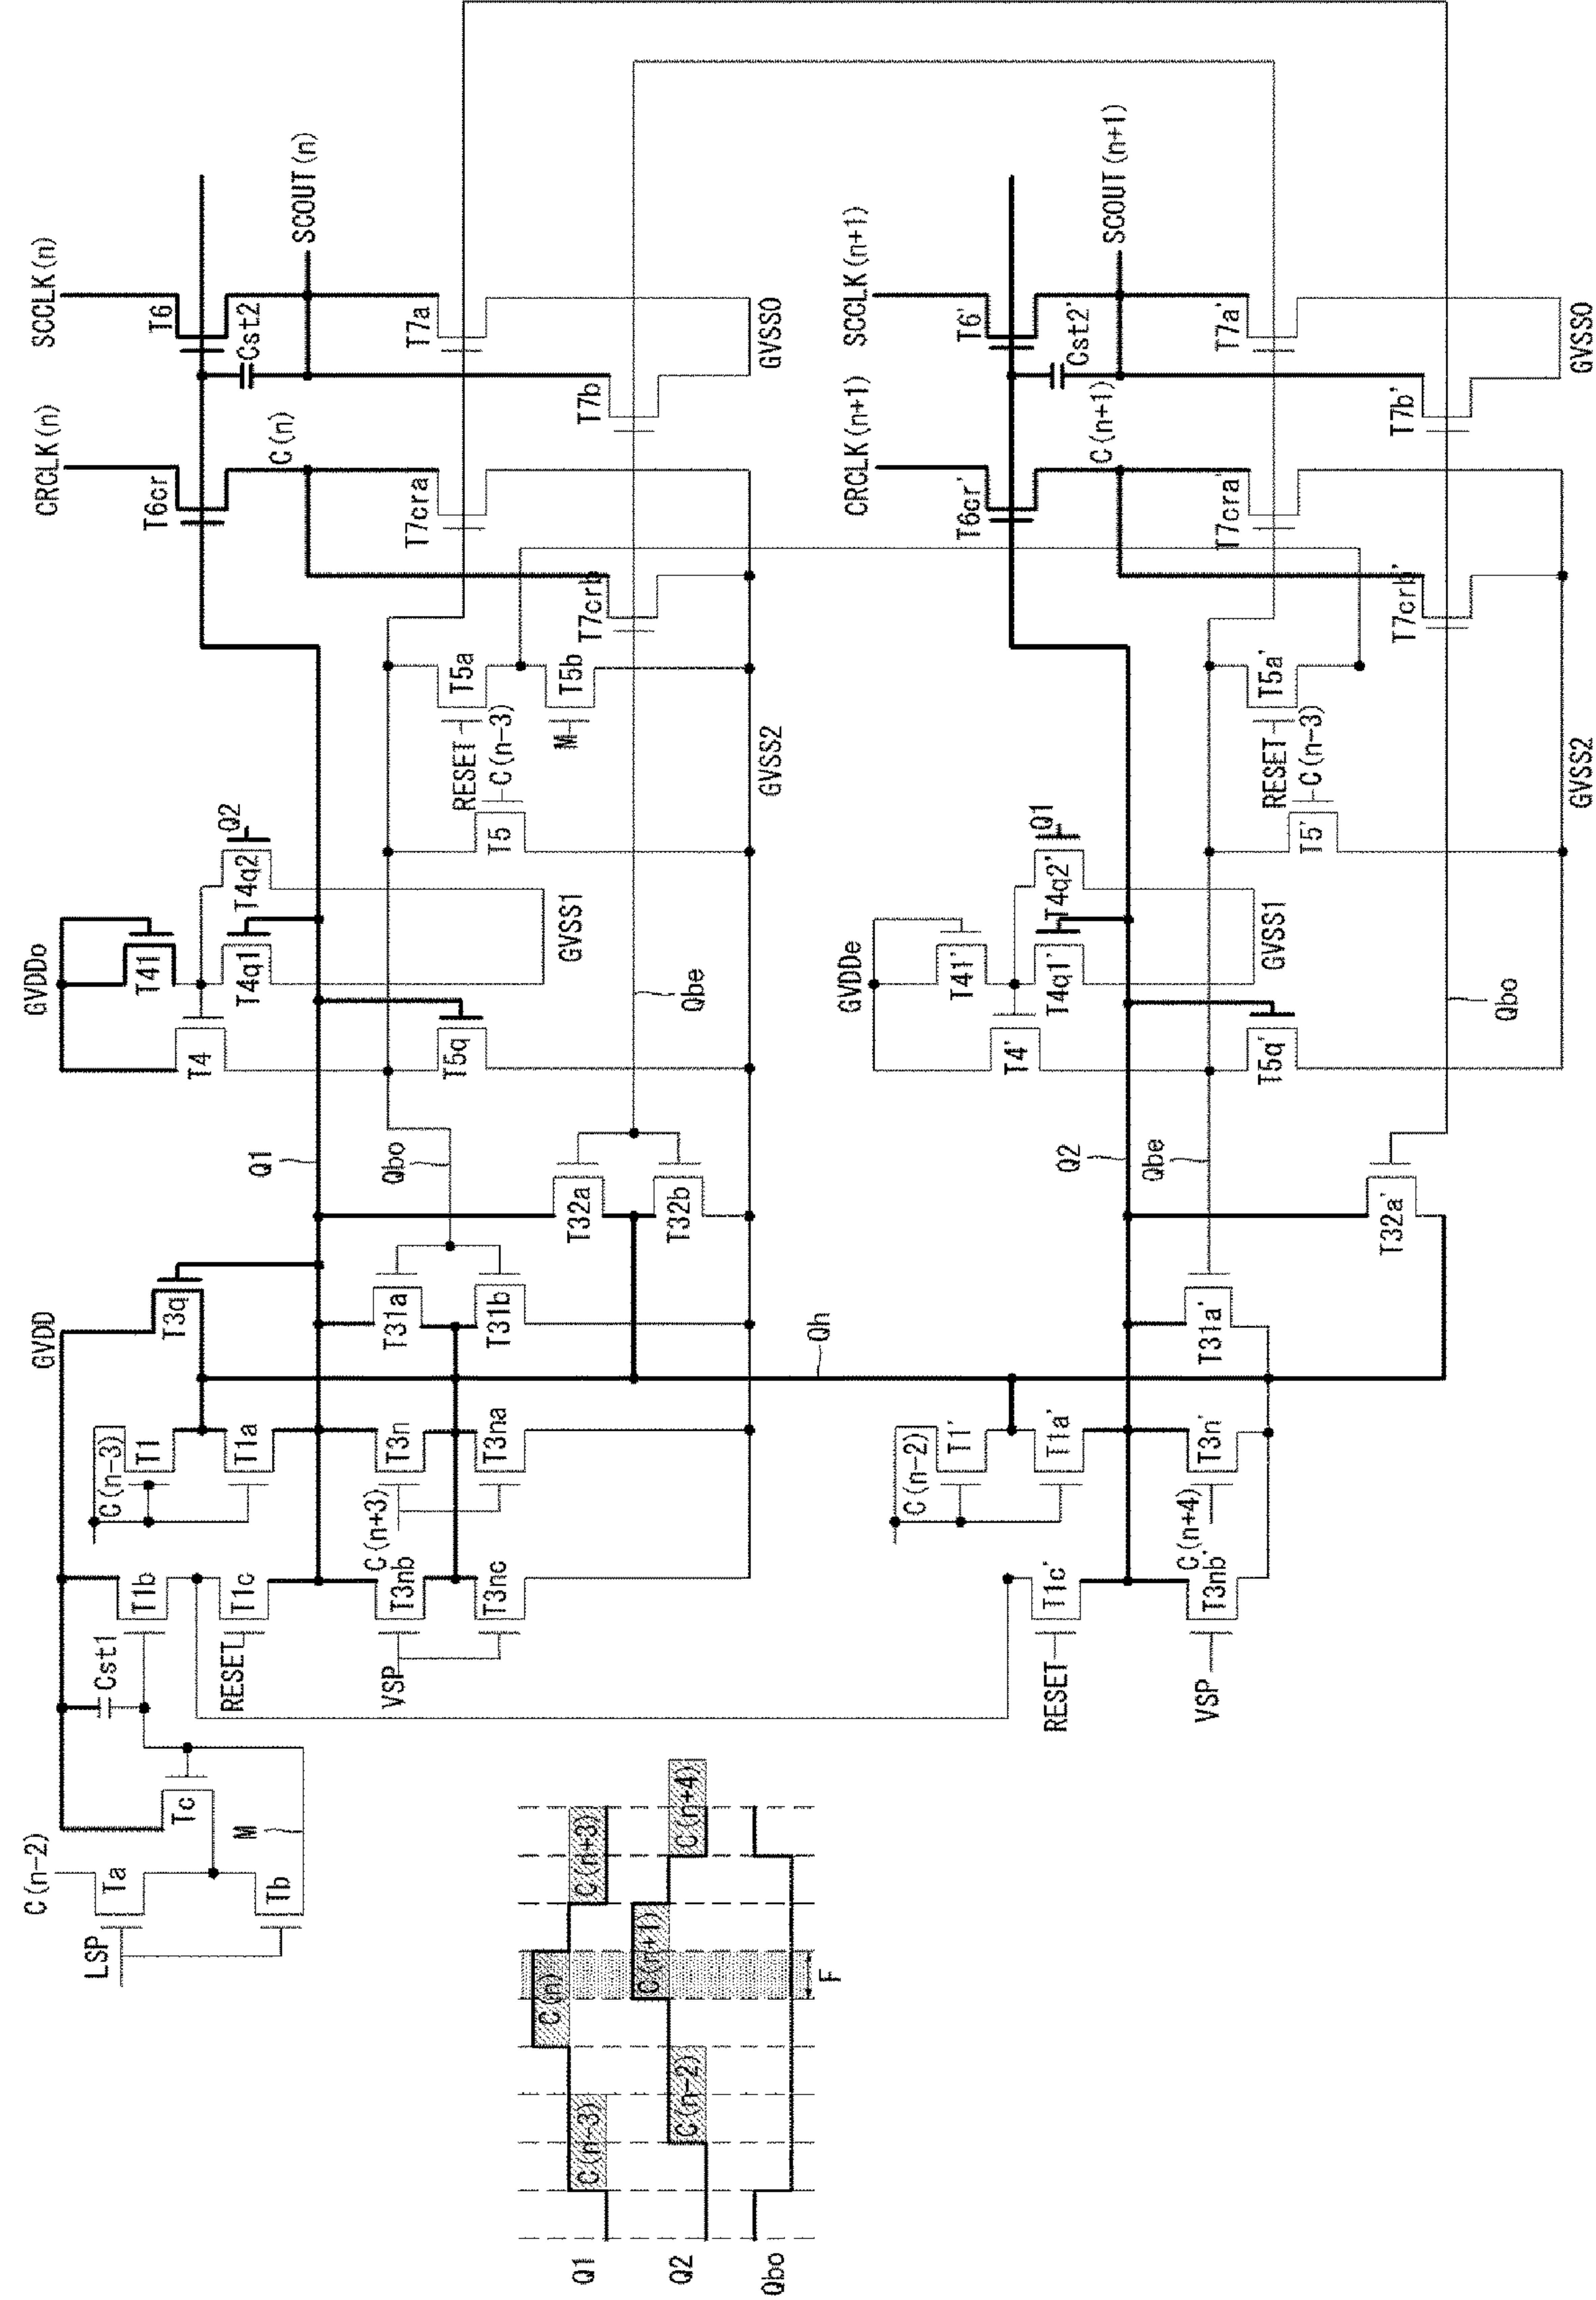 C(n-2)
LSP
Ta
Tb
Tc
M
Cst1
GVDD
T1b
T1c
RESET
C(n-3)
T1
T1a
T3q
VSP
T3nb
T3nc
C(n+3)
T3n
T3na
T31a
T31b
Q1
Qbo
T32a
T32b
GVDDo
T41
T4
T4q1
T4q2
Q2
GVSS1
T5q
Qbe
T5
C(n-3)
RESET
T5a
T5b
M
GVSS2
CRCLK(n)
T6cr
C(n)
T7cra
T7crb
SCCLK(n)
T6
Cst2
SCOUT(n)
T7a
T7b
GVSS0
Qh
RESET
T1c'
VSP
T3nb'
C(n-2)
T1'
T1a'
C(n+4)
T3n'
T31a'
Q2
Qbe
T32a'
GVDDe
T41'
T4'
T4q1'
T4q2'
Q1
GVSS1
T5q'
Qbo
T5'
C(n-3)
RESET
T5a'
GVSS2
CRCLK(n+1)
T6cr'
C(n+1)
T7cra'
T7crb'
SCCLK(n+1)
T6'
Cst2'
SCOUT(n+1)
T7a'
T7b'
GVSS0
Q1
C(n-3)
C(n)
C(n+3)
Q2
C(n-2)
C(n+1)
C(n+4)
Qbo
F